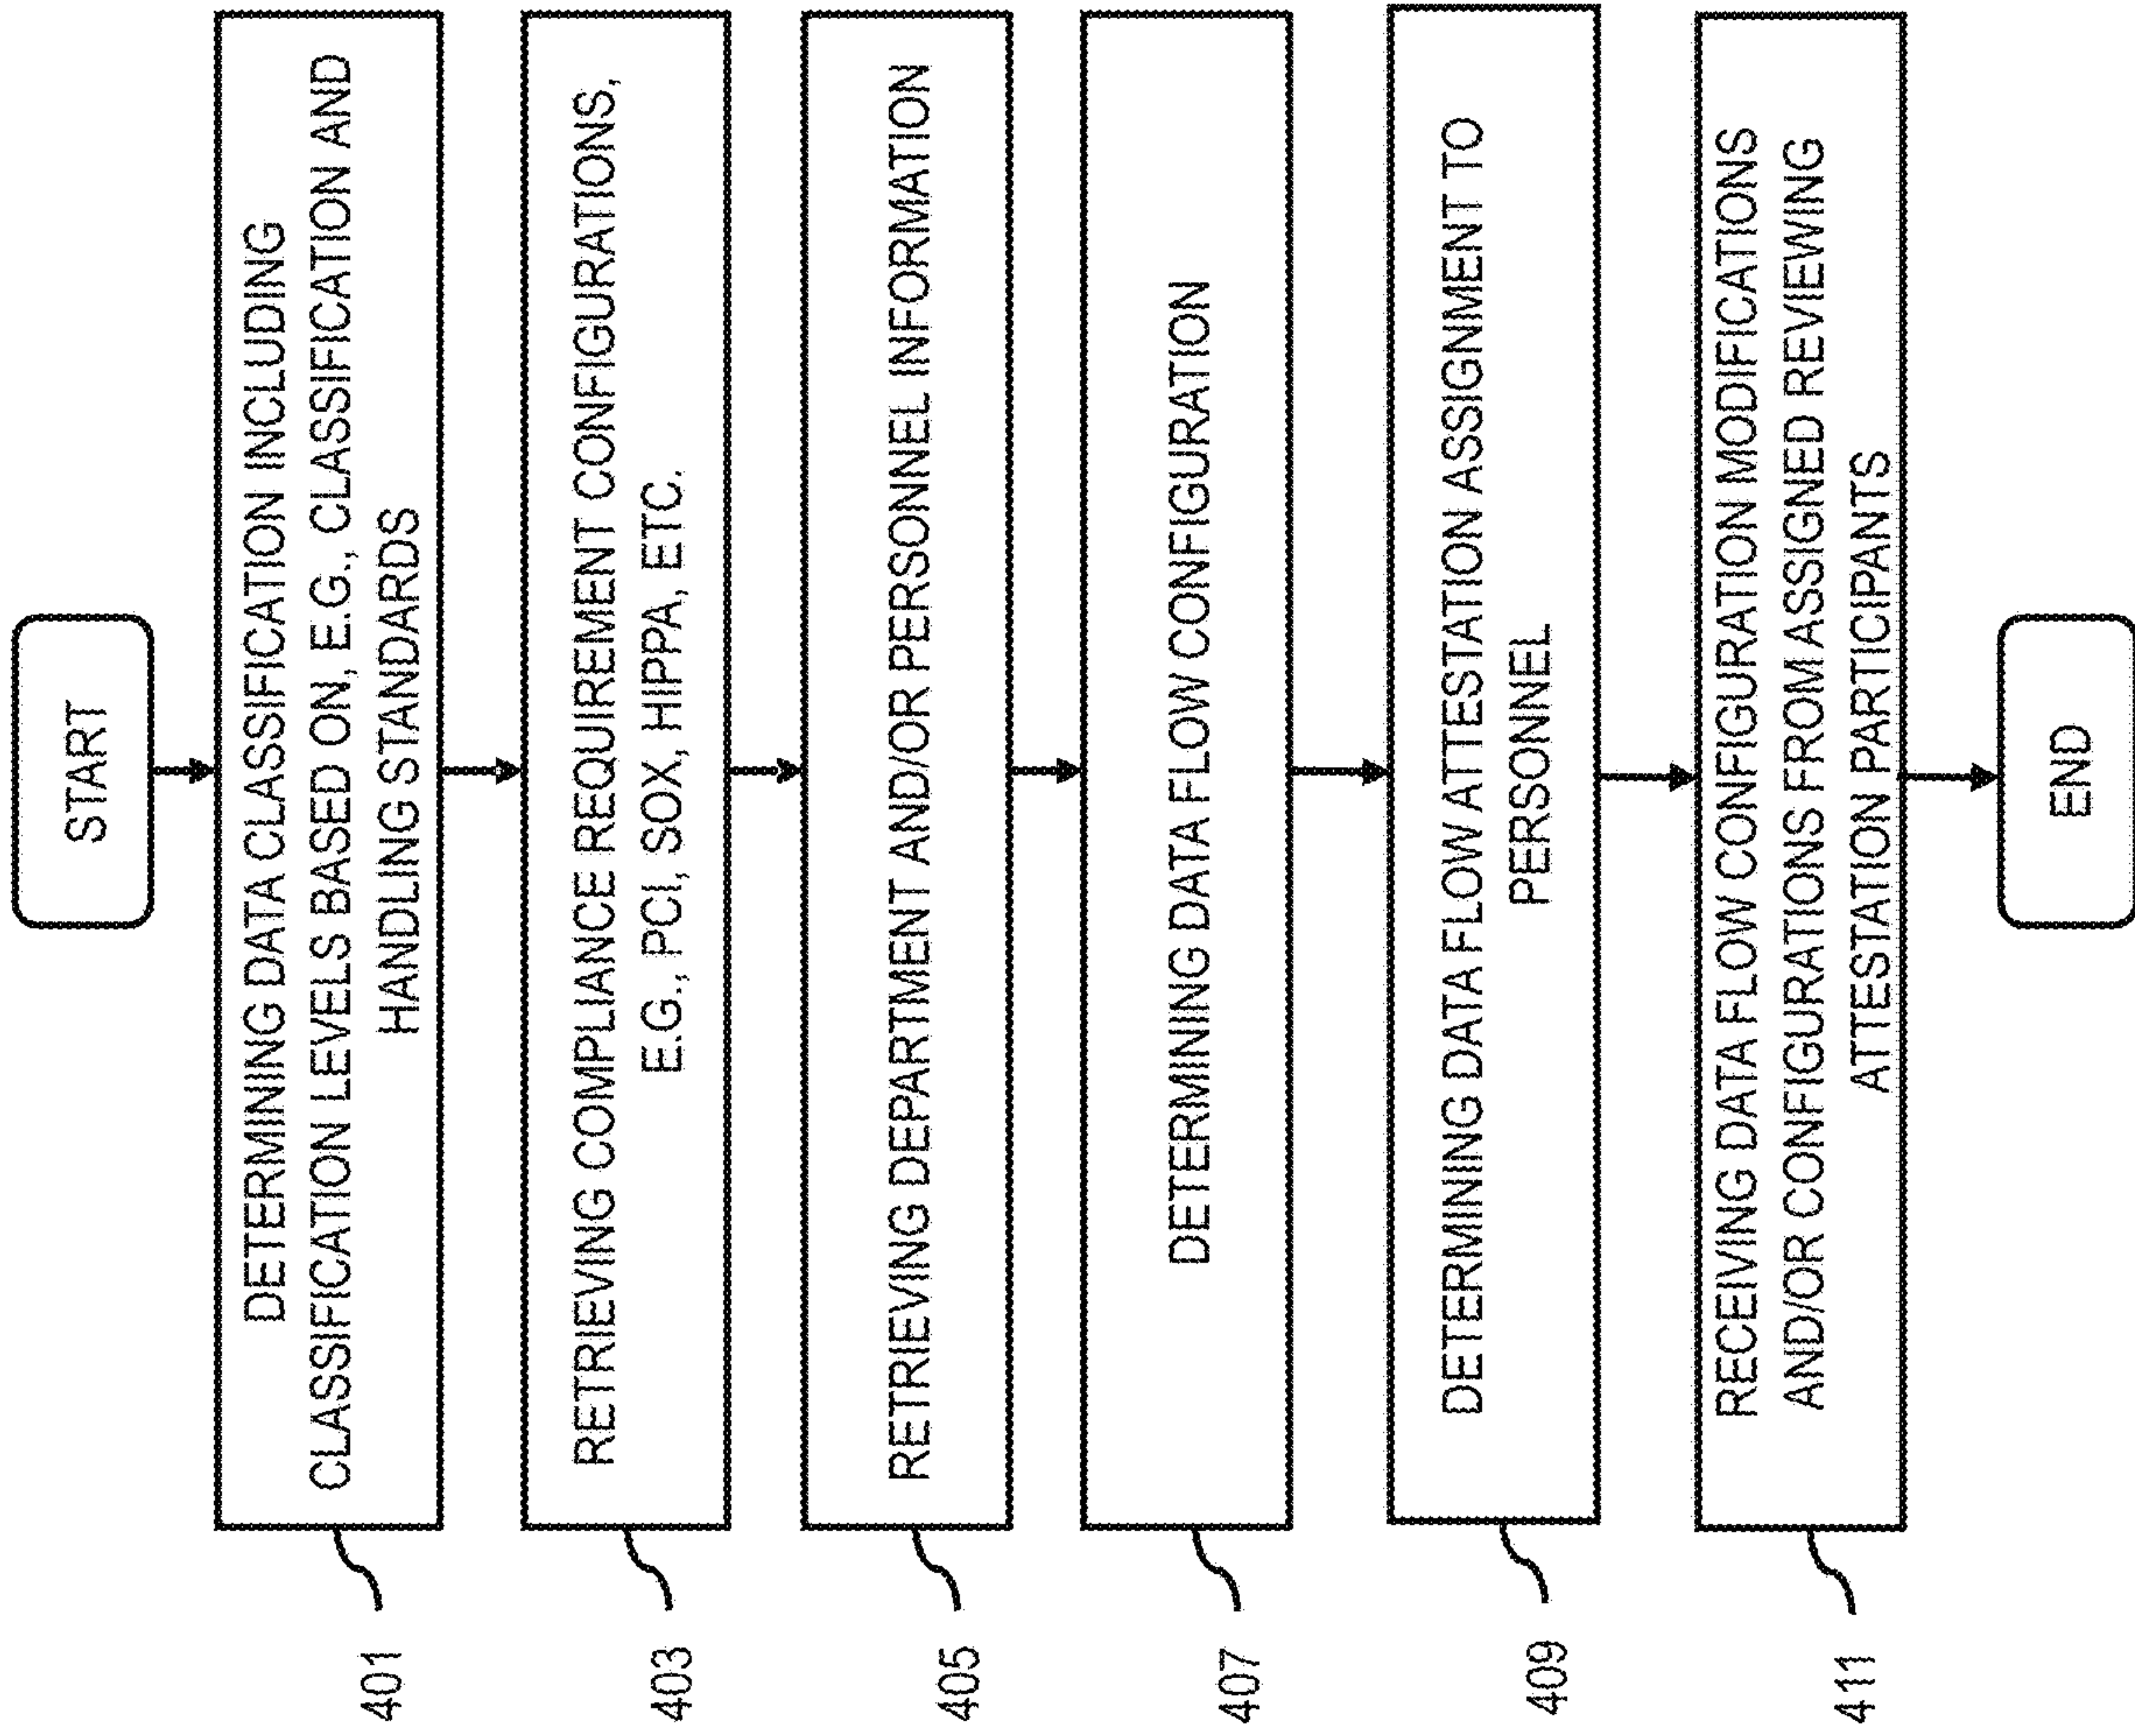 START
DETERMINING DATA CLASSIFICATION INCLUDING
CLASSIFICATION LEVELS BASED ON, E.G., CLASSIFICATION AND
HANDLING STANDARDS
401
RETRIEVING COMPLIANCE REQUIREMENT CONFIGURATIONS,
E.G., PCI, SOX, HIPPA, ETC.
403
RETRIEVING DEPARTMENT AND/OR PERSONNEL INFORMATION
405
DETERMINING DATA FLOW CONFIGURATION
407
DETERMINING DATA FLOW ATTESTATION ASSIGNMENT TO
PERSONNEL
409
RECEIVING DATA FLOW CONFIGURATION MODIFICATIONS
AND/OR CONFIGURATIONS FROM ASSIGNED REVIEWING
ATTESTATION PARTICIPANTS
411
END